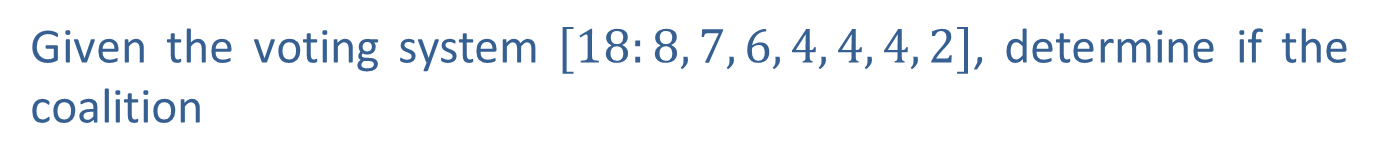 Given the voting system [18: 8, 7, 6, 4, 4, 4, 2], determine if the
coalition